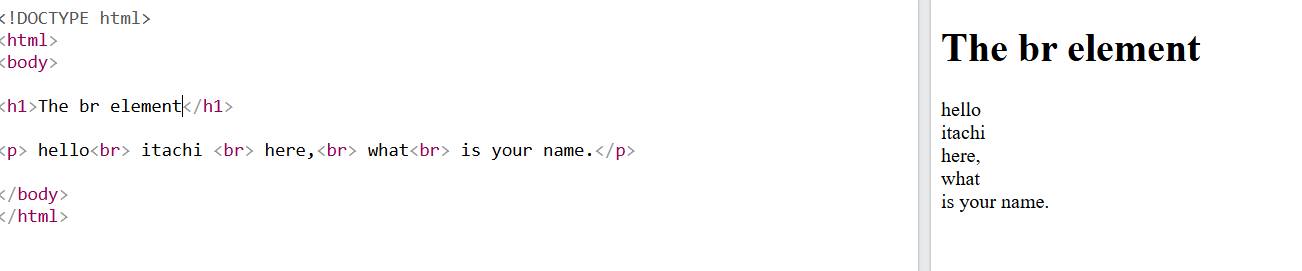 <!DOCTYPE html>
<html>
<body>
<h1>The br element</h1>
<p> hello<br> itachi <br> here,<br> what<br> is your name.</p>
</body>
</html>
The br element
hello
itachi
here,
what
is your name.